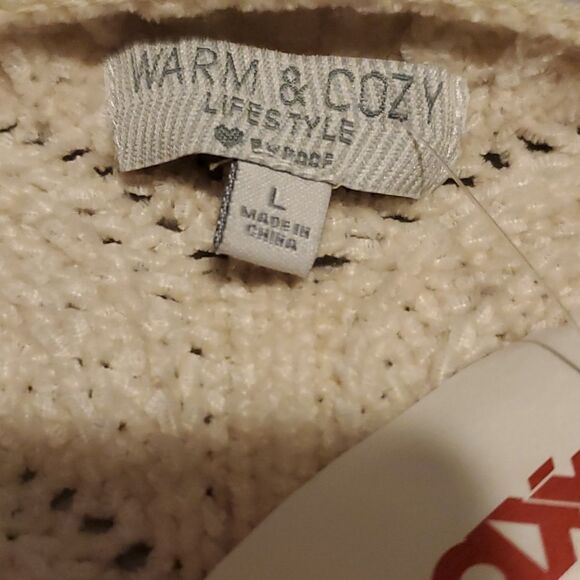 WARM & COZY
LIFESTYLE
L
MADE IN
CHINA